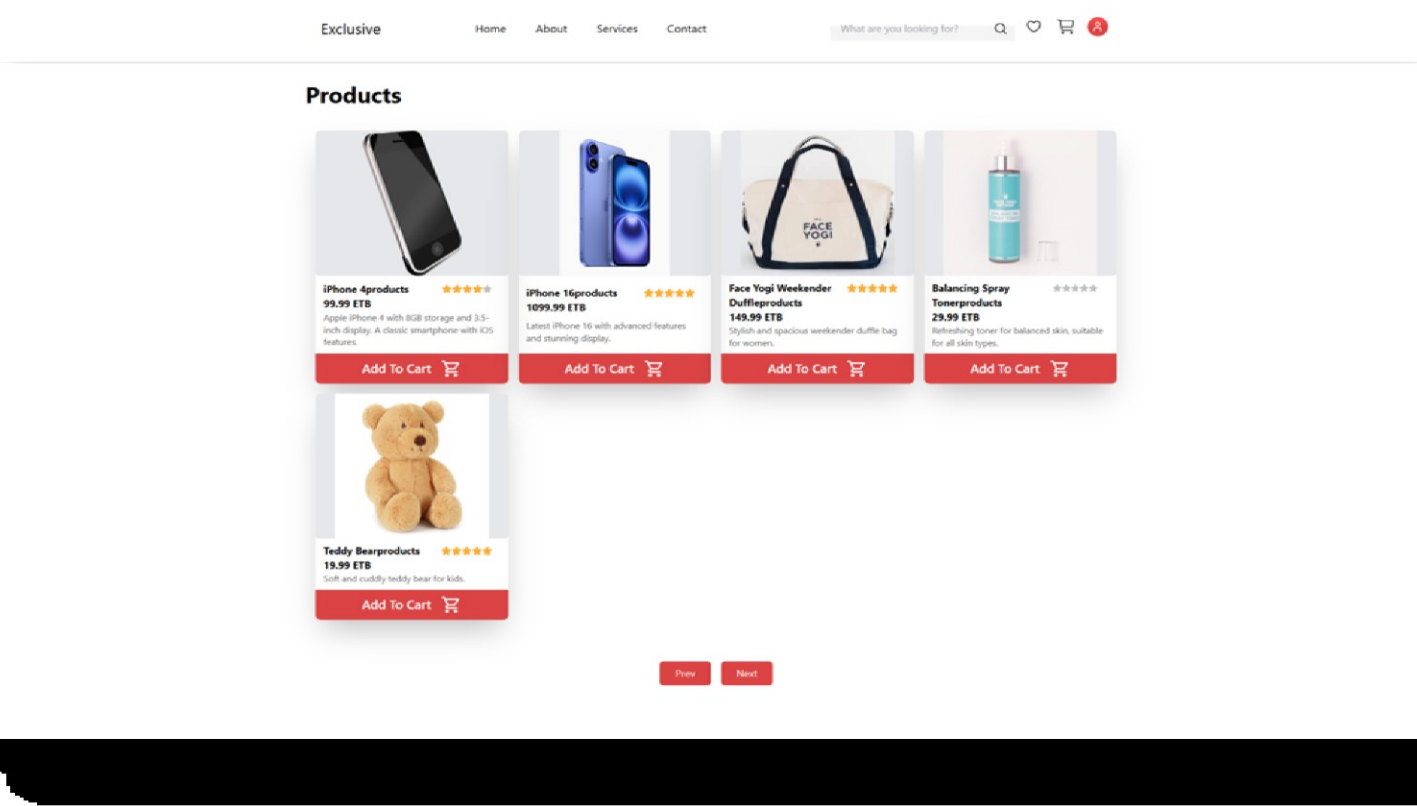 Exclusive
Home
About
Services
Contact
What are you looking for?
Products
iPhone 4products
99.99 ETB
Apple iPhone 4 with 8GB storage and 3.5-
inch display. A classic smartphone with iOS
features.
Add To Cart
iPhone 16products
1099.99 ETB
Latest iPhone 16 with advanced features
and stunning display.
Add To Cart
FACE
YOGI
Face Yogi Weekender
Duffleproducts
149.99 ETB
Stylish and spacious weekender duffle bag
for women.
Add To Cart
Balancing Spray
Tonerproducts
29.99 ETB
Refreshing toner for balanced skin, suitable
for all skin types.
Add To Cart
Teddy Bearproducts
19.99 ETB
Soft and cuddly teddy bear for kids.
Add To Cart
Prev
Next